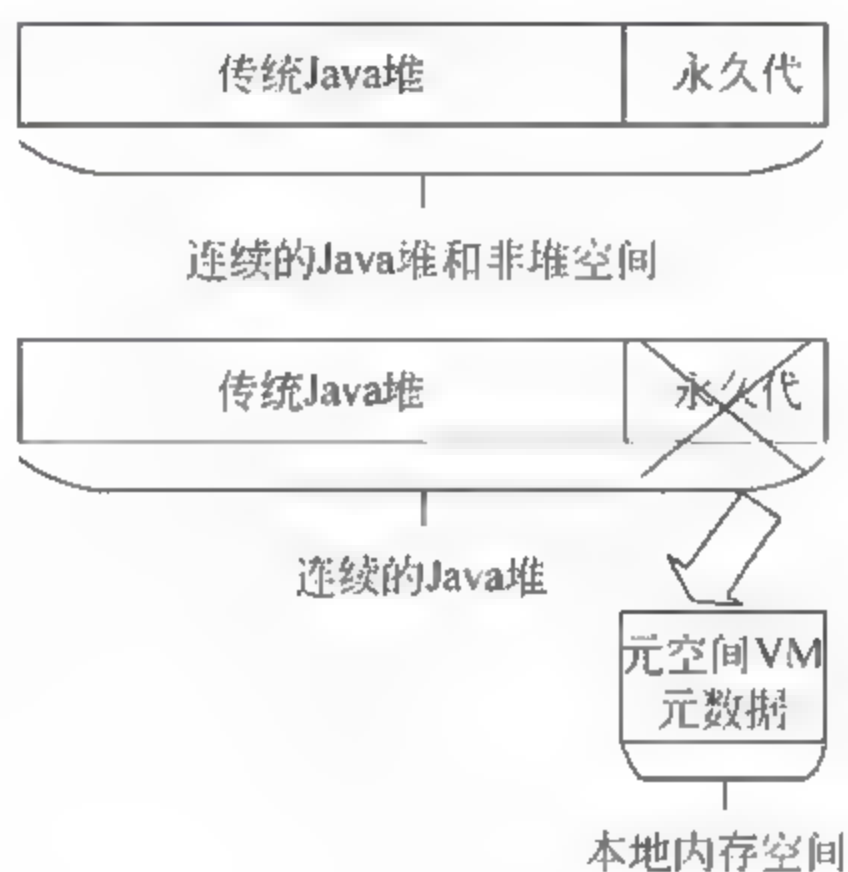 传统Java堆
永久代
连续的Java堆和非堆空间
传统Java堆
永久代
连续的Java堆
元空间VM
元数据
本地内存空间